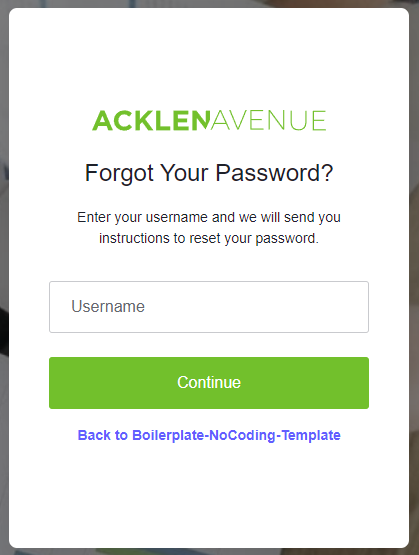 ACKLENAVENUE
Forgot Your Password?
Enter your username and we will send you
instructions to reset your password.
Username
Continue
Back to Boilerplate-NoCoding-Template